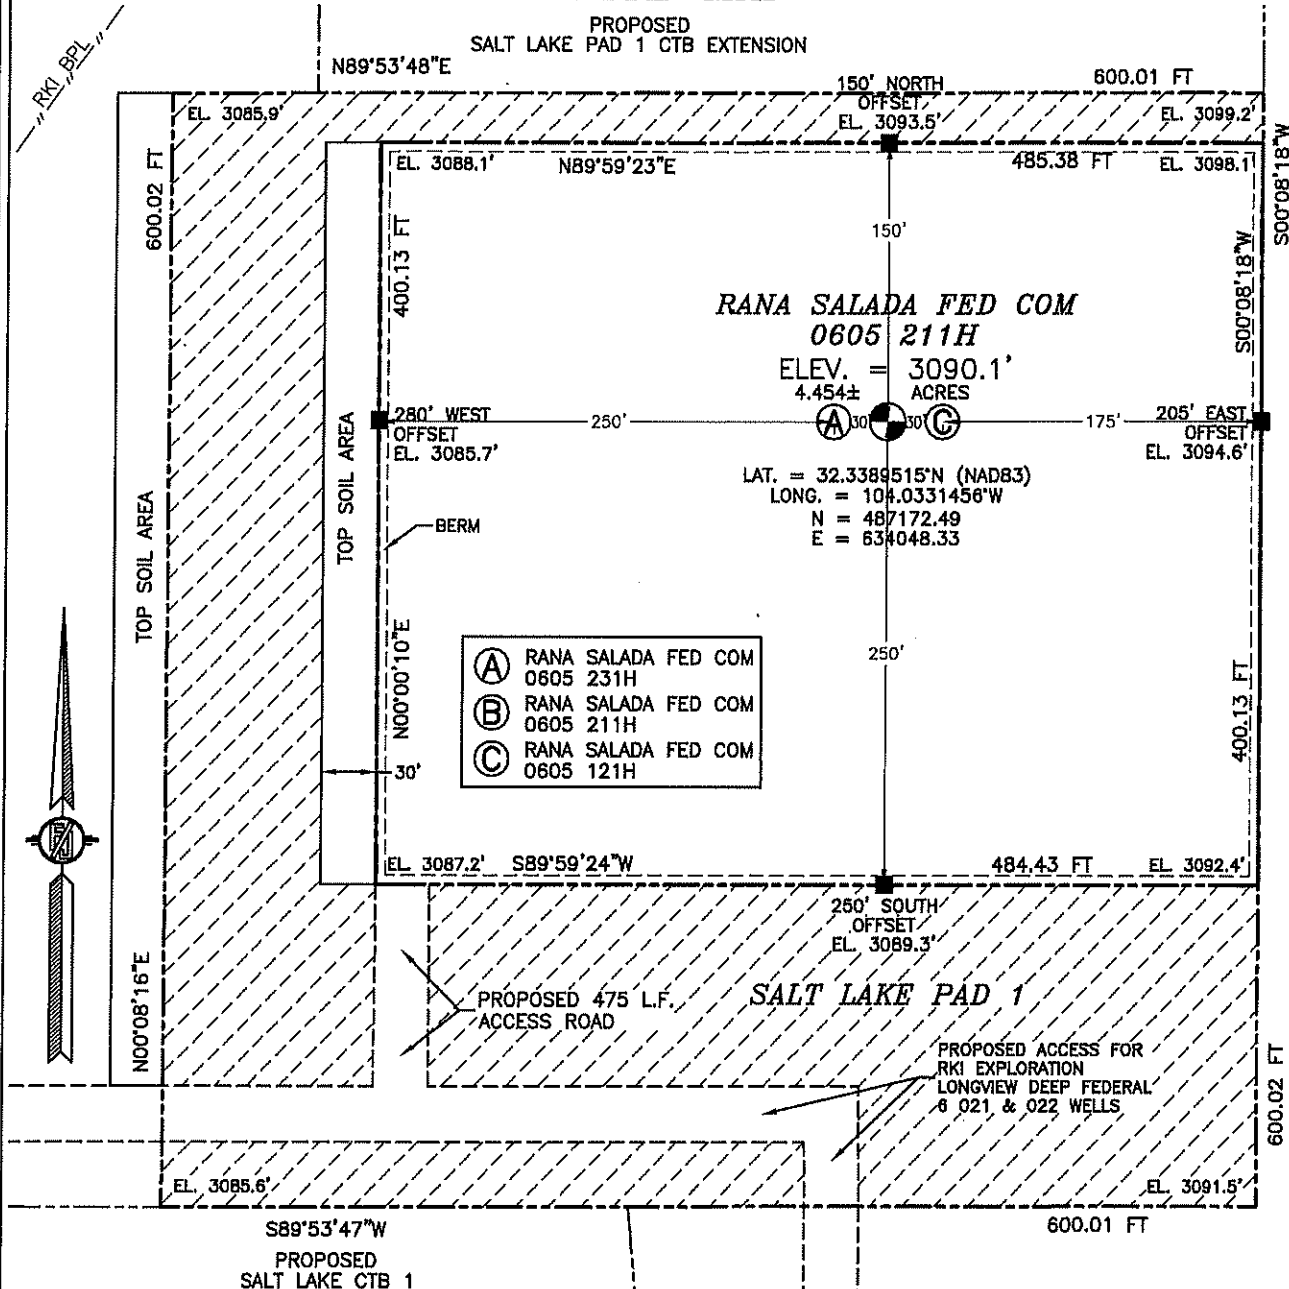 PROPOSED
SALT LAKE PAD 1 CTB EXTENSION
RKI BPL
N89°53'48"E
600.01 FT
150' NORTH
OFFSET
EL. 3093.5'
EL. 3085.9'
EL. 3099.2'
S00°08'18"W
600.02 FT
EL. 3088.1'
N89°59'23"E
485.38 FT
EL. 3098.1'
400.13 FT
150'
S00°08'18"W
RANA SALADA FED COM
0605 211H
ELEV. = 3090.1'
4.454± ACRES
280' WEST
OFFSET
EL. 3085.7'
250'
A 30' 30' C
175'
205' EAST
OFFSET
EL. 3094.6'
LAT. = 32.3389515°N (NAD83)
LONG. = 104.0331456°W
N = 487172.49
E = 634048.33
TOP SOIL AREA
TOP SOIL AREA
BERM
N00°00'10"E
A RANA SALADA FED COM
0605 231H
B RANA SALADA FED COM
0605 211H
C RANA SALADA FED COM
0605 121H
250'
400.13 FT
30'
EL. 3087.2'
S89°59'24"W
484.43 FT
EL. 3092.4'
250' SOUTH
OFFSET
EL. 3089.3'
N00°08'16"E
PROPOSED 475 L.F.
ACCESS ROAD
SALT LAKE PAD 1
PROPOSED ACCESS FOR
RKI EXPLORATION
LONGVIEW DEEP FEDERAL
6 021 & 022 WELLS
600.02 FT
EL. 3085.6'
EL. 3091.5'
S89°53'47"W
600.01 FT
PROPOSED
SALT LAKE CTB 1